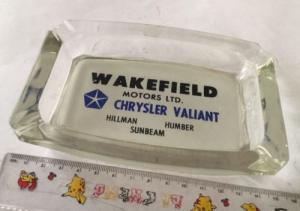 WAKEFIELD
MOTORS LTD.
CHRYSLER VALIANT
HILLMAN HUMBER
SUNBEAM